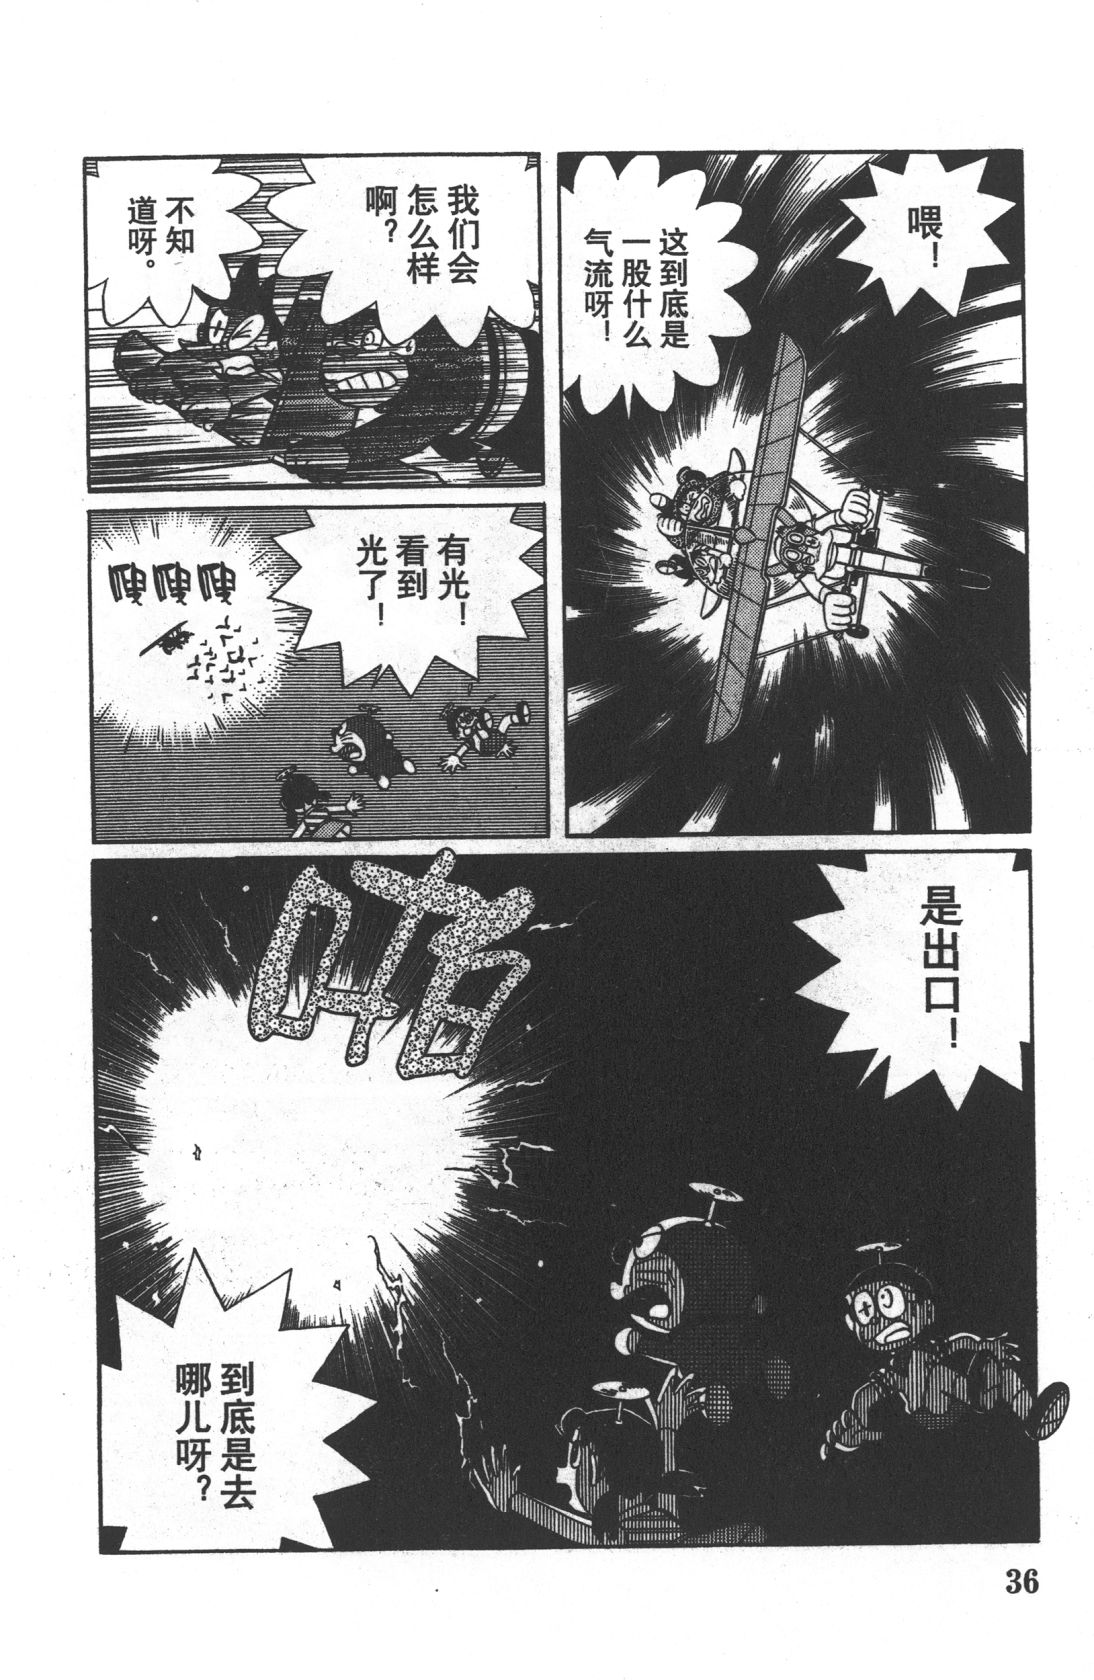 喂！
这到底是
一股什么
气流呀！
我们会
怎么样
啊？
不知
道呀。
有光！
看到
光了！
嗖嗖嗖
是出口！
啪
到底是去
哪儿呀？
36